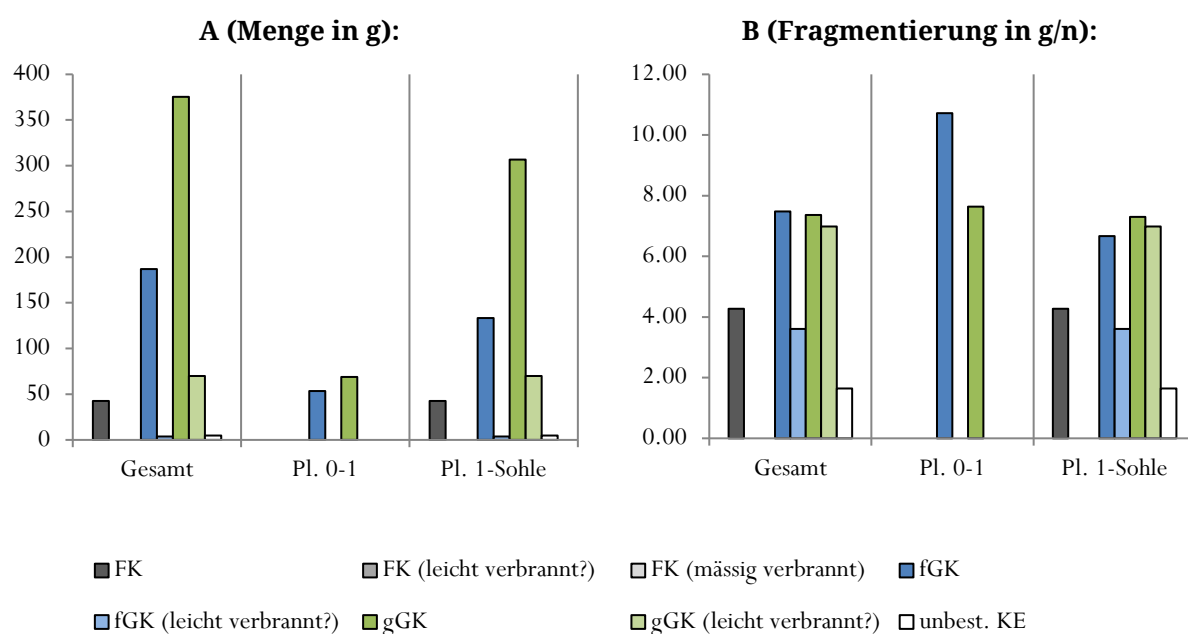 A (Menge in g):
400
350
300
250
200
150
100
50
0
Gesamt Pl. 0-1 Pl. 1-Sohle
B (Fragmentierung in g/n):
12.00
10.00
8.00
6.00
4.00
2.00
0.00
Gesamt Pl. 0-1 Pl. 1-Sohle
FK FK (leicht verbrannt?) FK (mässig verbrannt) fGK
fGK (leicht verbrannt?) gGK gGK (leicht verbrannt?) unbest. KE